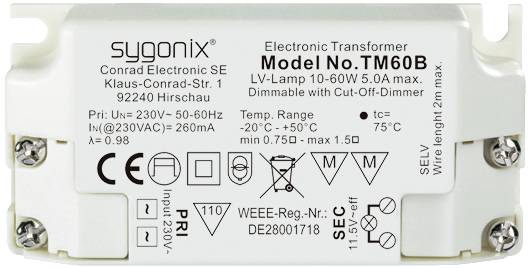 sygonix®
Conrad Electronic SE
Klaus-Conrad-Str. 1
92240 Hirschau
Electronic Transformer
Model No.TM60B
LV-Lamp 10-60W 5.0A max.
Dimmable with Cut-Off-Dimmer
Pri: UN= 230V~ 50-60Hz
IN(@230VAC)= 260mA
λ= 0.98
Temp. Range
-20°C - +50°C
min 0.75□ - max 1.5□
tc=
75°C
SELV
Wire lenght 2m max.
CE
M
M
PRI
Input 230V~
110
WEEE-Reg.-Nr.:
DE28001718
SEC
11.5V~eff